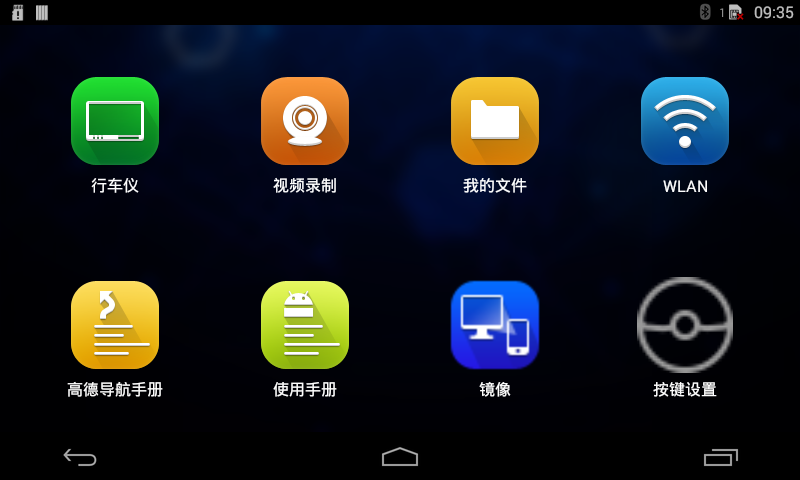 1
09:35
行车仪
视频录制
我的文件
WLAN
高德导航手册
使用手册
镜像
按键设置